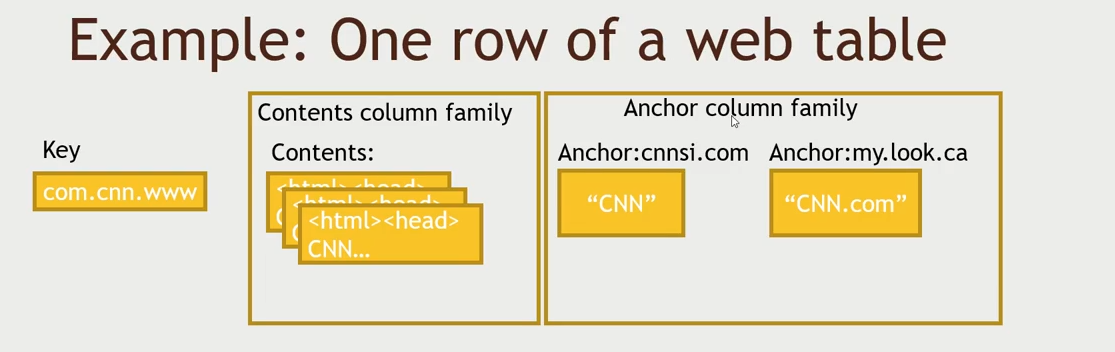 Example: One row of a web table
Contents column family
Anchor column family
Key
Contents:
Anchor:cnnsi.com
Anchor:my.look.ca
com.cnn.www
<html><head>
<html><head>
<html><head>
CNN…
“CNN”
“CNN.com”